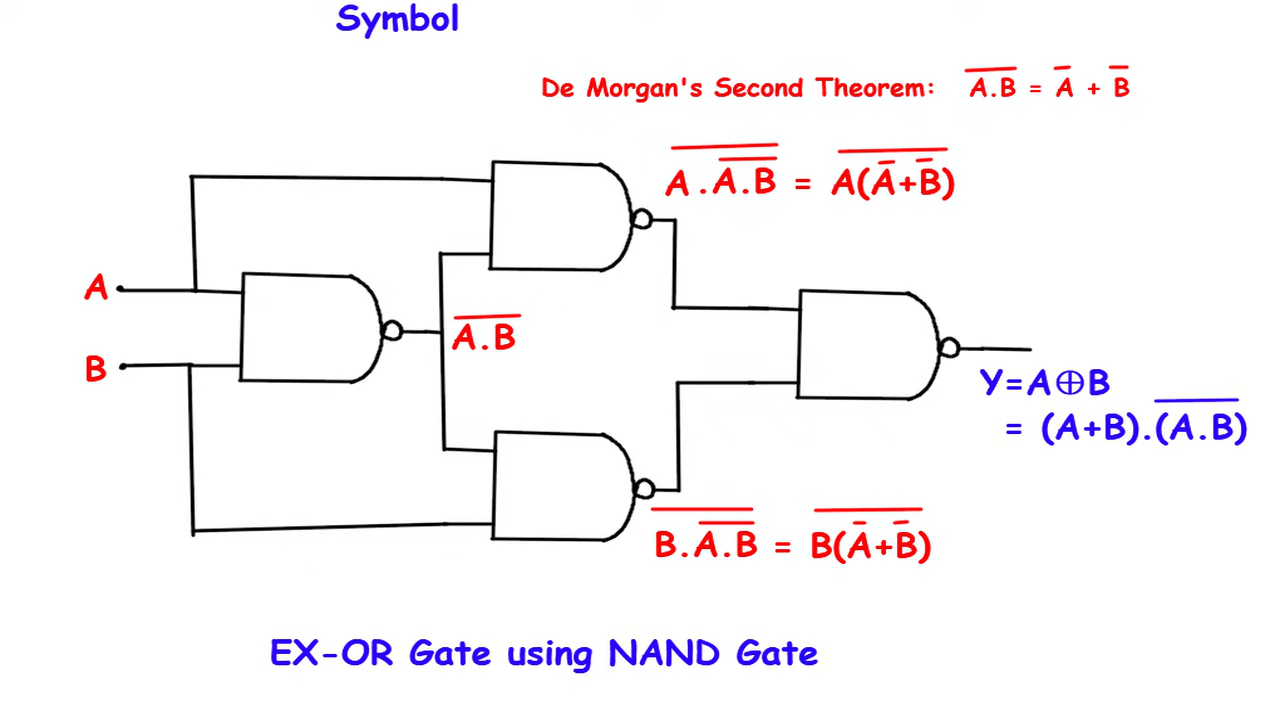 Symbol
De Morgan's Second Theorem: A̅.̅B̅ = A̅ + B̅
A̅ ̅.̅ ̅A̅̅.̅̅B̅̅ = A̅(̅A̅̅+̅B̅̅)̅
A
A̅.̅B̅
B
Y=A⊕B
= (A+B).(̅A̅.̅B̅)̅
B̅.̅A̅̅.̅̅B̅̅ = B̅(̅A̅̅+̅B̅̅)̅
EX-OR Gate using NAND Gate